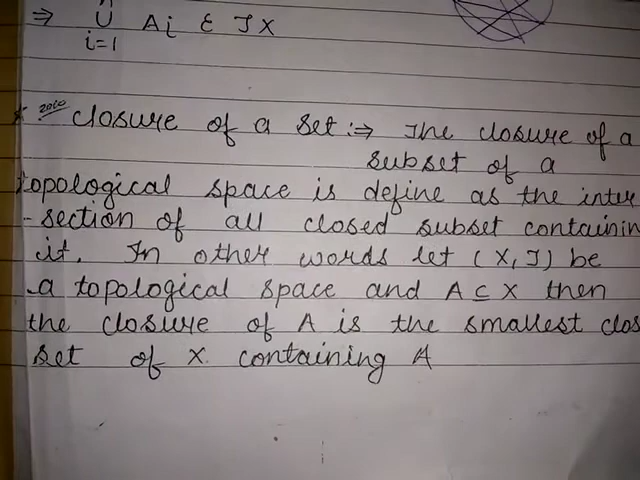 ⇒ ∩ Ai ∈ JX
i=1
* closure of a set :⇒ The closure of a
subset of a
topological space is define as the inter
-section of all closed subset containin
it. In other words let (X, J) be
a topological space and A ⊆ X then
the closure of A is the smallest clos
set of X containing A